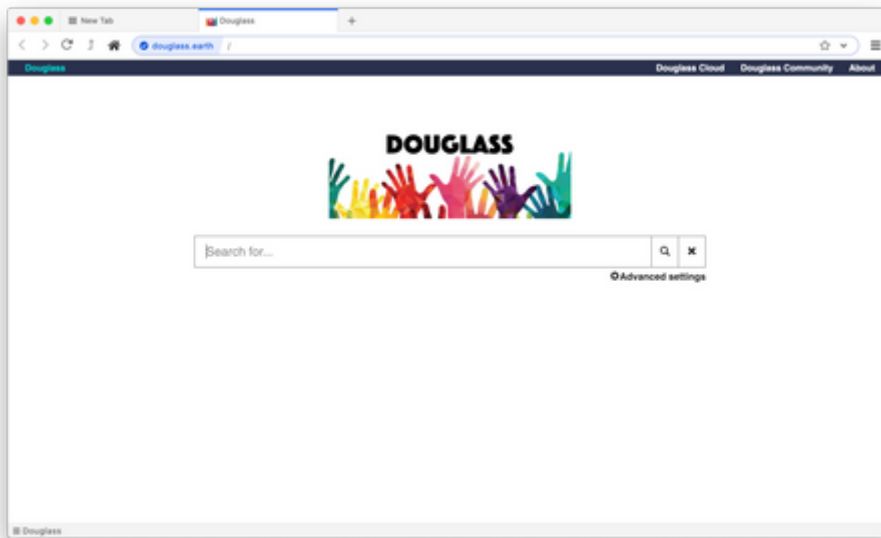 New Tab
Douglass
douglass.earth /
Douglass
Douglass Cloud
Douglass Community
About
DOUGLASS
Search for...
Advanced settings
Douglass